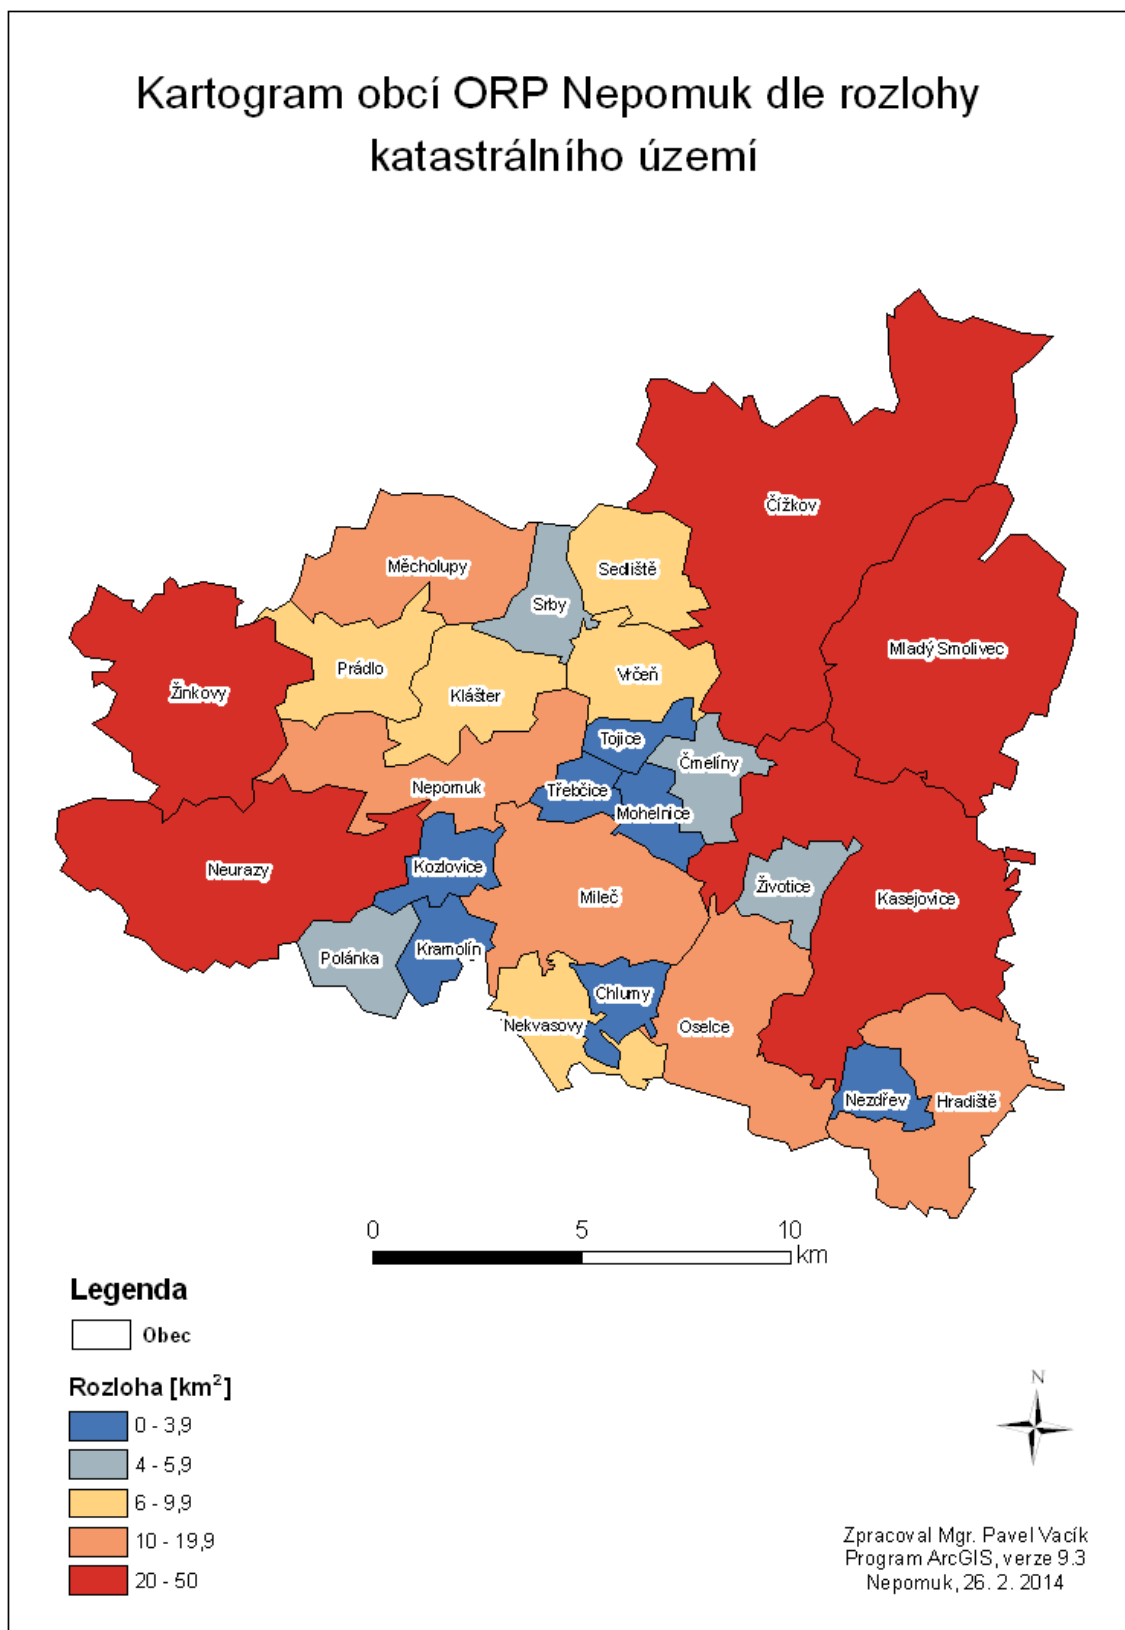 Kartogram obcí ORP Nepomuk dle rozlohy
katastrálního území
Čížkov
Měcholupy
Sedliště
Srby
Mladý Smolivec
Prádlo
Vrčeň
Klášter
Žinkovy
Tojice
Čmelíny
Nepomuk
Třebčice
Mohelnice
Kozlovice
Neurazy
Životice
Mileč
Kasejovice
Kramolín
Polánka
Chlumy
Nekvasovy
Oselce
Nezdřev
Hradiště
0 5 10
km
Legenda
Obec
Rozloha [km²]
0 - 3,9
4 - 5,9
6 - 9,9
10 - 19,9
20 - 50
N
Zpracoval Mgr. Pavel Vacík
Program ArcGIS, verze 9.3
Nepomuk, 26. 2. 2014